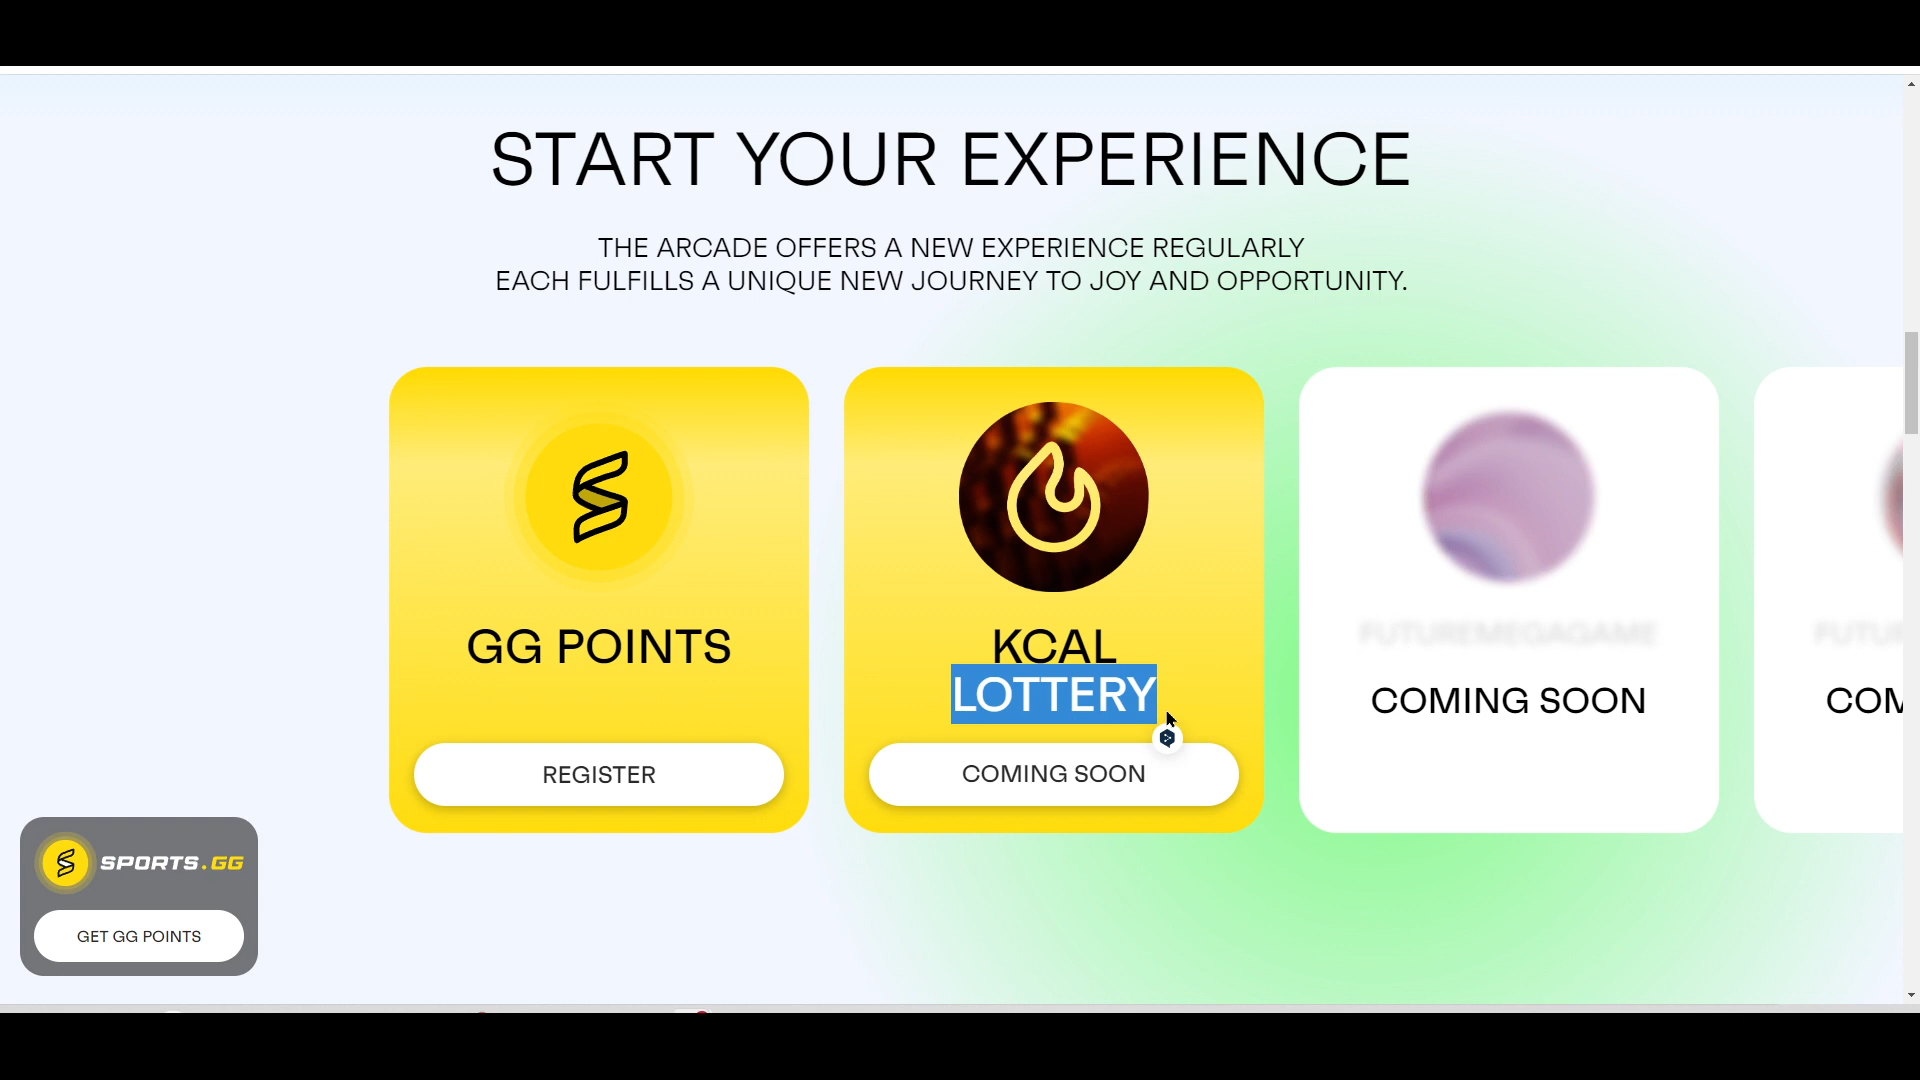 START YOUR EXPERIENCE
THE ARCADE OFFERS A NEW EXPERIENCE REGULARLY
EACH FULFILLS A UNIQUE NEW JOURNEY TO JOY AND OPPORTUNITY.
GG POINTS
REGISTER
KCAL
LOTTERY
COMING SOON
FUTUREMEGAGAME
COMING SOON
SPORTS.GG
GET GG POINTS